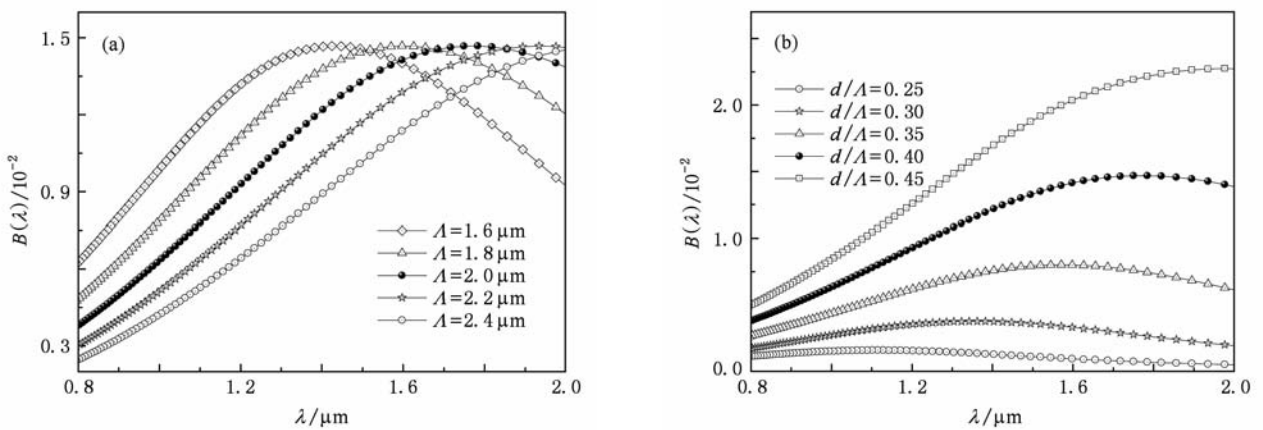 (a)
1.5
0.9
0.3
B(λ)/10⁻²
Λ=1.6 μm
Λ=1.8 μm
Λ=2.0 μm
Λ=2.2 μm
Λ=2.4 μm
0.8 1.2 1.6 2.0
λ/μm
(b)
2.0
1.0
0.0
B(λ)/10⁻²
d/Λ=0.25
d/Λ=0.30
d/Λ=0.35
d/Λ=0.40
d/Λ=0.45
0.8 1.2 1.6 2.0
λ/μm